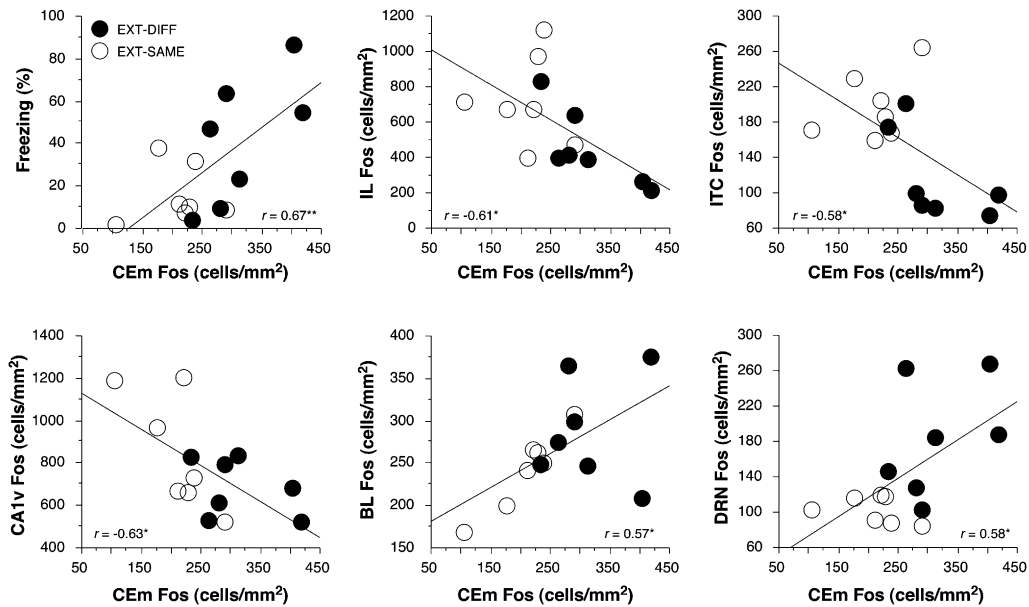 100
80
60
40
20
0
Freezing (%)
EXT-DIFF
EXT-SAME
r = 0.67**
50 150 250 350 450
CEm Fos (cells/mm²)
1200
1000
800
600
400
200
0
IL Fos (cells/mm²)
r = -0.61*
50 150 250 350 450
CEm Fos (cells/mm²)
300
260
220
180
140
100
60
ITC Fos (cells/mm²)
r = -0.58*
50 150 250 350 450
CEm Fos (cells/mm²)
1400
1200
1000
800
600
400
CA1v Fos (cells/mm²)
r = -0.63*
50 150 250 350 450
CEm Fos (cells/mm²)
400
350
300
250
200
150
BL Fos (cells/mm²)
r = 0.57*
50 150 250 350 450
CEm Fos (cells/mm²)
300
260
220
180
140
100
60
DRN Fos (cells/mm²)
r = 0.58*
50 150 250 350 450
CEm Fos (cells/mm²)